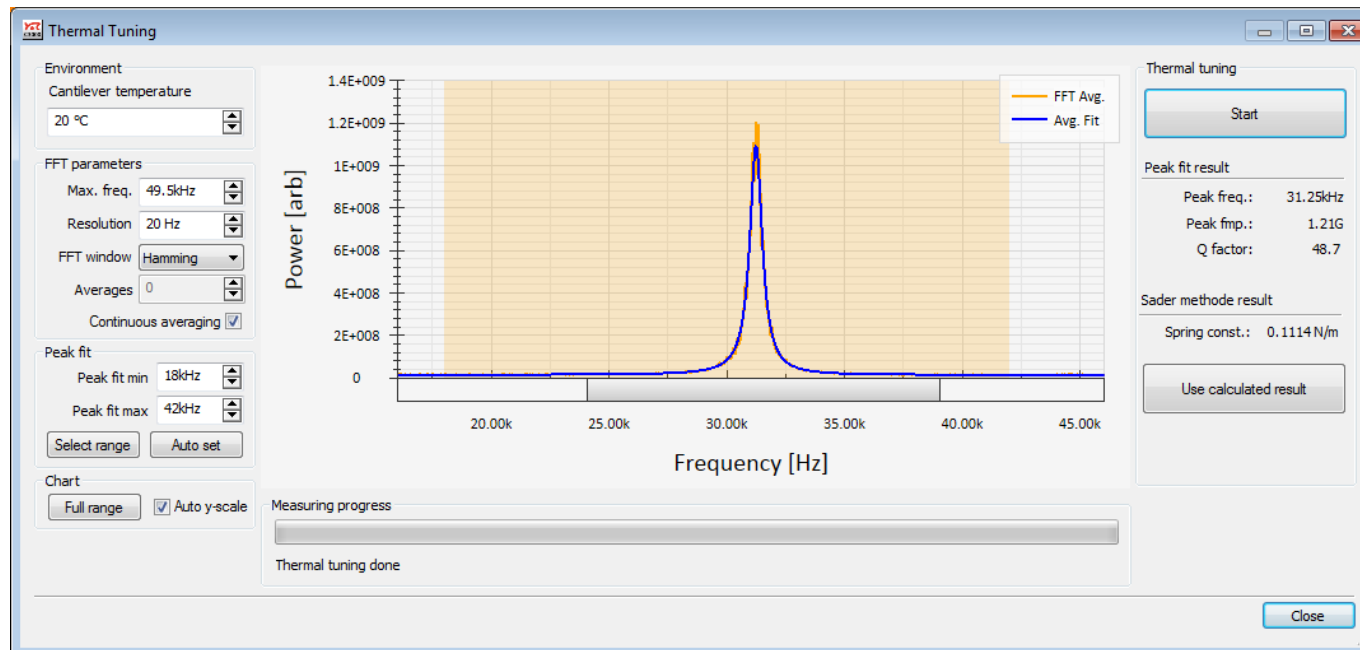 Thermal Tuning
Environment
Cantilever temperature
20 ºC
FFT parameters
Max. freq. 49.5kHz
Resolution 20 Hz
FFT window Hamming
Averages 0
Continuous averaging
Peak fit
Peak fit min 18kHz
Peak fit max 42kHz
Select range Auto set
Chart
Full range Auto y-scale
Power [arb]
1.4E+009
1.2E+009
1E+009
8E+008
6E+008
4E+008
2E+008
0
FFT Avg.
Avg. Fit
20.00k 25.00k 30.00k 35.00k 40.00k 45.00k
Frequency [Hz]
Measuring progress
Thermal tuning done
Thermal tuning
Start
Peak fit result
Peak freq.: 31.25kHz
Peak fmp.: 1.21G
Q factor: 48.7
Sader methode result
Spring const.: 0.1114 N/m
Use calculated result
Close